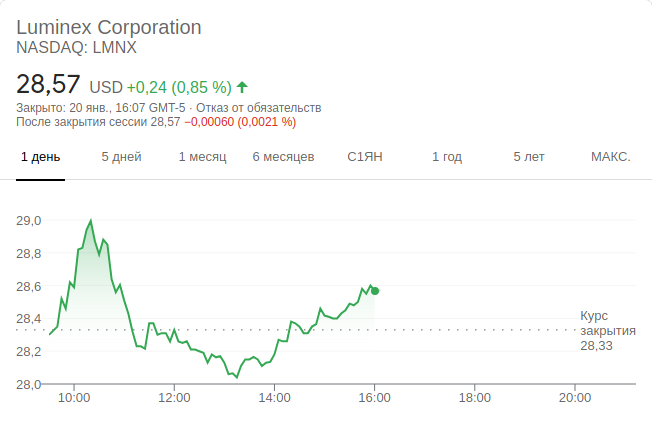 Luminex Corporation
NASDAQ: LMNX
28,57 USD +0,24 (0,85 %)
Закрыто: 20 янв., 16:07 GMT-5 · Отказ от обязательств
После закрытия сессии 28,57 −0,00060 (0,0021 %)
1 день 5 дней 1 месяц 6 месяцев С1ЯН 1 год 5 лет МАКС.
29,0
28,8
28,6
28,4
28,2
28,0
Курс
закрытия
28,33
10:00 12:00 14:00 16:00 18:00 20:00